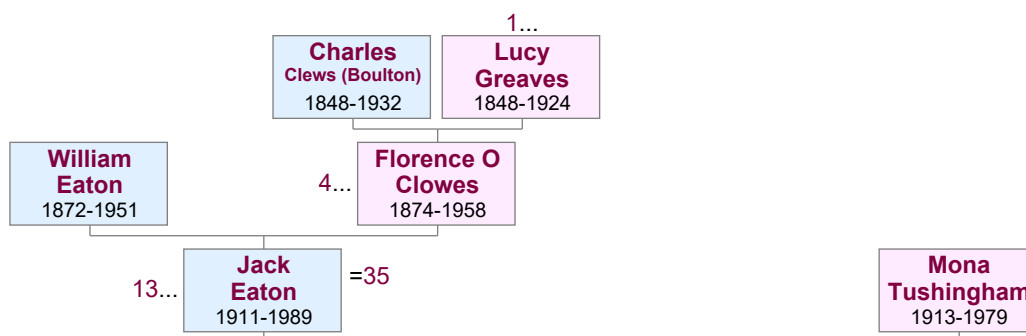 1...
Charles
Clews (Boulton)
1848-1932
Lucy
Greaves
1848-1924
William
Eaton
1872-1951
4...
Florence O
Clowes
1874-1958
13...
Jack
Eaton
1911-1989
=35
Mona
Tushingham
1913-1979